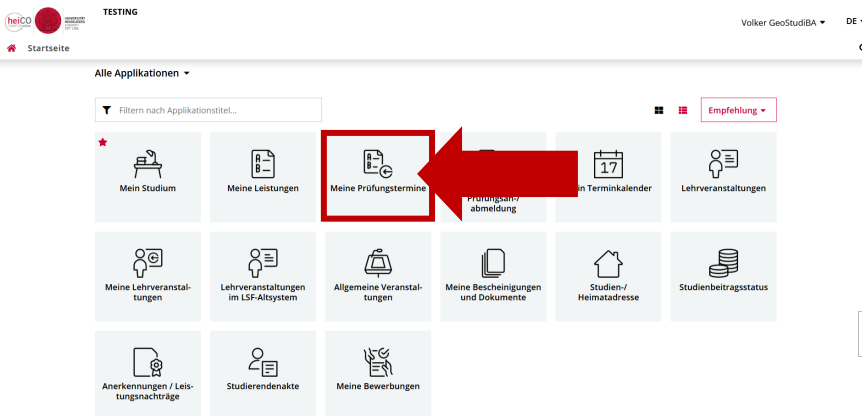 heiCO
UNIVERSITÄT
HEIDELBERG
ZUKUNFT
SEIT 1386
TESTING
Volker GeoStudiBA
DE
Startseite
Alle Applikationen
Filtern nach Applikationstitel...
Empfehlung
Mein Studium
Meine Leistungen
Meine Prüfungstermine
Prüfungsan-/
abmeldung
in Terminkalender
17
Lehrveranstaltungen
Meine Lehrveranstal-
tungen
Lehrveranstaltungen
im LSF-Altsystem
Allgemeine Veranstal-
tungen
Meine Bescheinigungen
und Dokumente
Studien-/
Heimatadresse
Studienbeitragsstatus
Anerkennungen / Leis-
tungsnachträge
Studierendenakte
Meine Bewerbungen